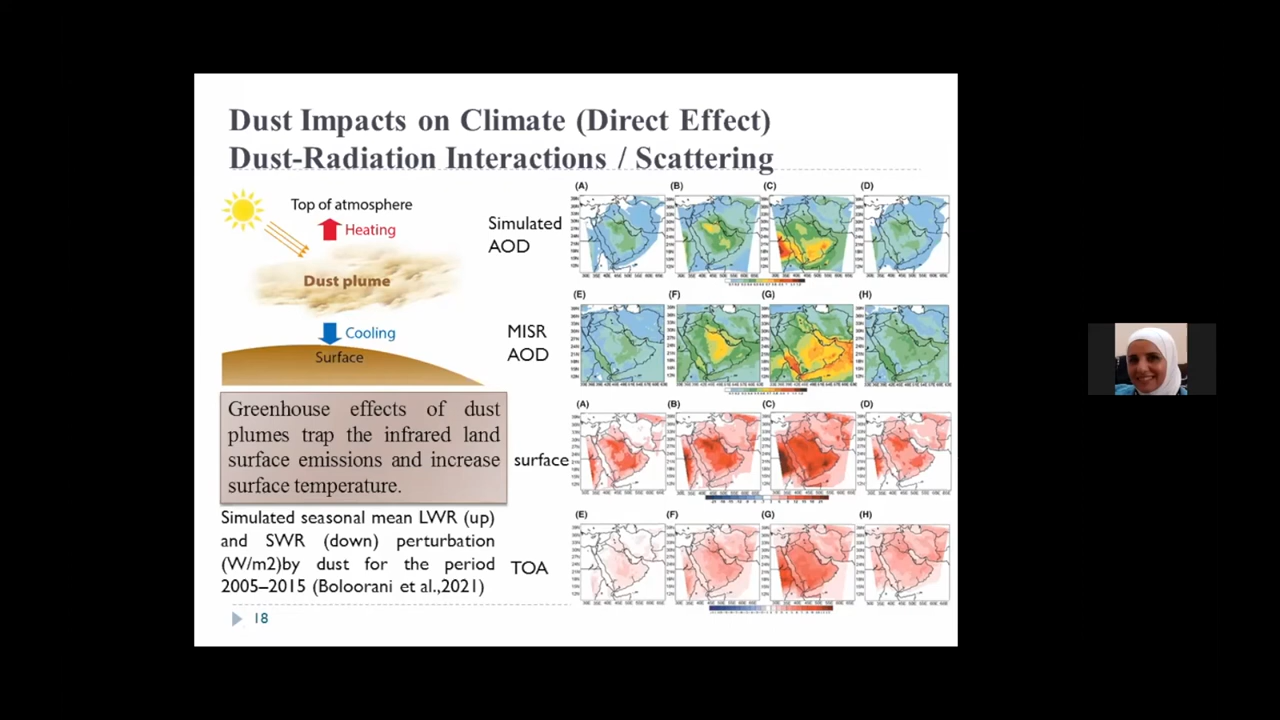 Dust Impacts on Climate (Direct Effect)
Dust-Radiation Interactions / Scattering
Top of atmosphere
Heating
Dust plume
Cooling
Surface
Greenhouse effects of dust
plumes trap the infrared land
surface emissions and increase
surface temperature.
Simulated seasonal mean LWR (up)
and SWR (down) perturbation
(W/m2)by dust for the period
2005–2015 (Boloorani et al.,2021)
18
Simulated
AOD
(A) (B) (C) (D)
MISR
AOD
(E) (F) (G) (H)
surface
(A) (B) (C) (D)
TOA
(E) (F) (G) (H)